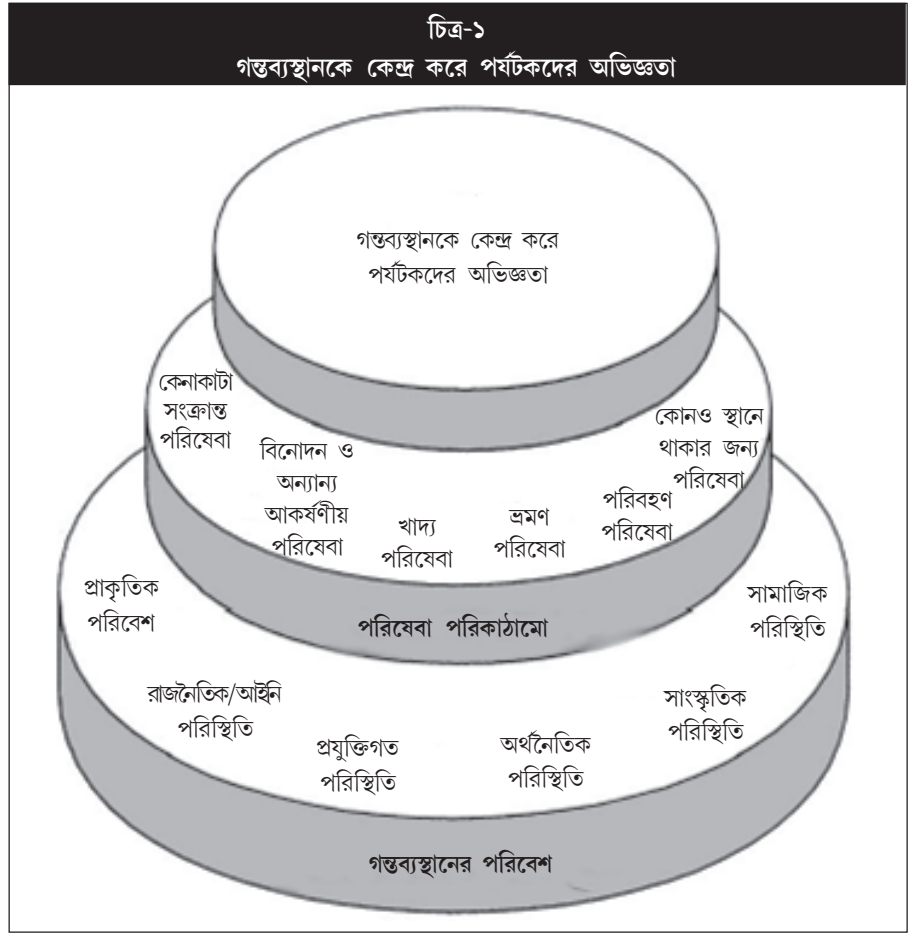 চিত্র-১
গন্তব্যস্থানকে কেন্দ্র করে পর্যটকদের অভিজ্ঞতা
গন্তব্যস্থানকে কেন্দ্র করে
পর্যটকদের অভিজ্ঞতা
কেনাকাটা
সংক্রান্ত
পরিষেবা
বিনোদন ও
অন্যান্য
আকর্ষণীয়
পরিষেবা
খাদ্য
পরিষেবা
ভ্রমণ
পরিষেবা
পরিবহণ
পরিষেবা
কোনও স্থানে
থাকার জন্য
পরিষেবা
পরিষেবা পরিকাঠামো
প্রাকৃতিক
পরিবেশ
রাজনৈতিক/আইনি
পরিস্থিতি
প্রযুক্তিগত
পরিস্থিতি
অর্থনৈতিক
পরিস্থিতি
সাংস্কৃতিক
পরিস্থিতি
সামাজিক
পরিস্থিতি
গন্তব্যস্থানের পরিবেশ